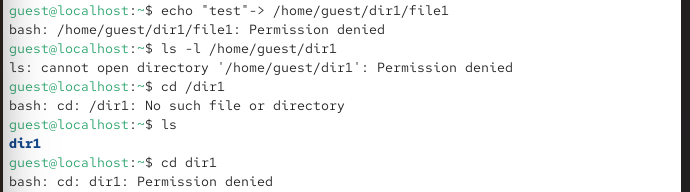 guest@localhost:~$ echo "test"-> /home/guest/dir1/file1
bash: /home/guest/dir1/file1: Permission denied
guest@localhost:~$ ls -l /home/guest/dir1
ls: cannot open directory '/home/guest/dir1': Permission denied
guest@localhost:~$ cd /dir1
bash: cd: /dir1: No such file or directory
guest@localhost:~$ ls
dir1
guest@localhost:~$ cd dir1
bash: cd: dir1: Permission denied